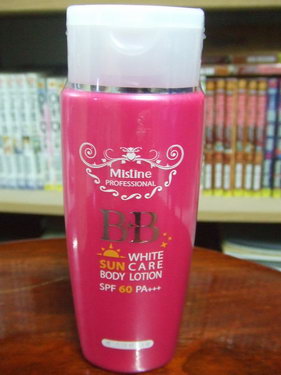 Mistine
PROFESSIONAL
BB
WHITE
SUN CARE
BODY LOTION
SPF 60 PA+++